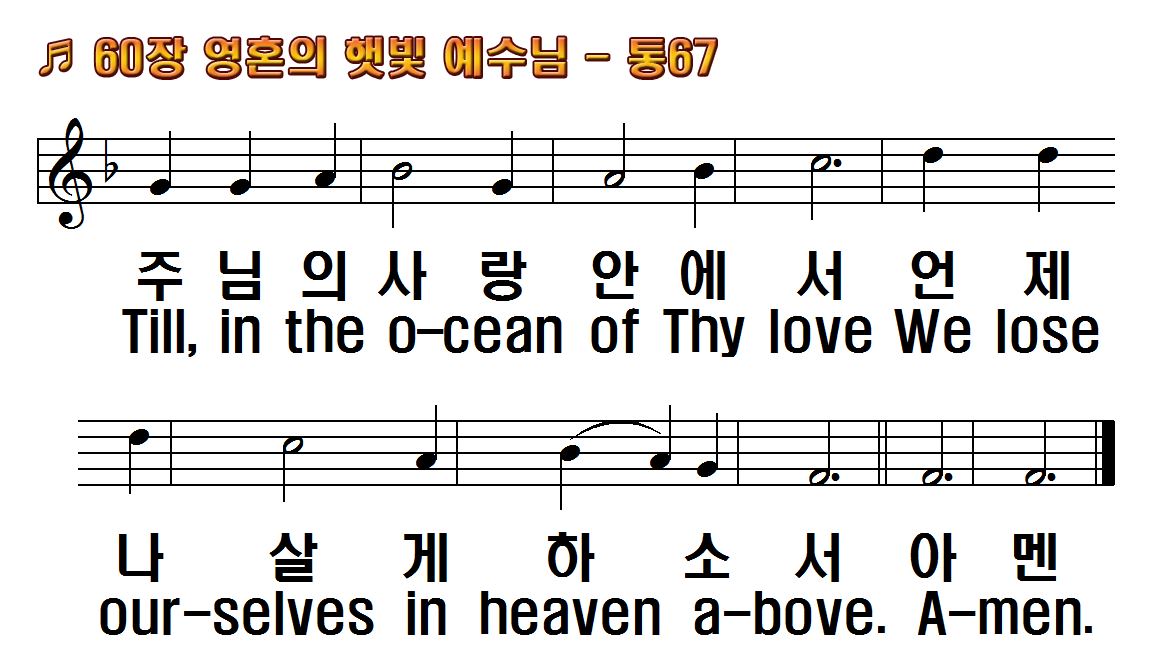 ♬ 60장 영혼의 햇빛 예수님 - 통67
주 님 의 사 랑 안 에 서 언 제
Till, in the o-cean of Thy love We lose
나 살 게 하 소 서 아 멘
our-selves in heaven a-bove. A-men.